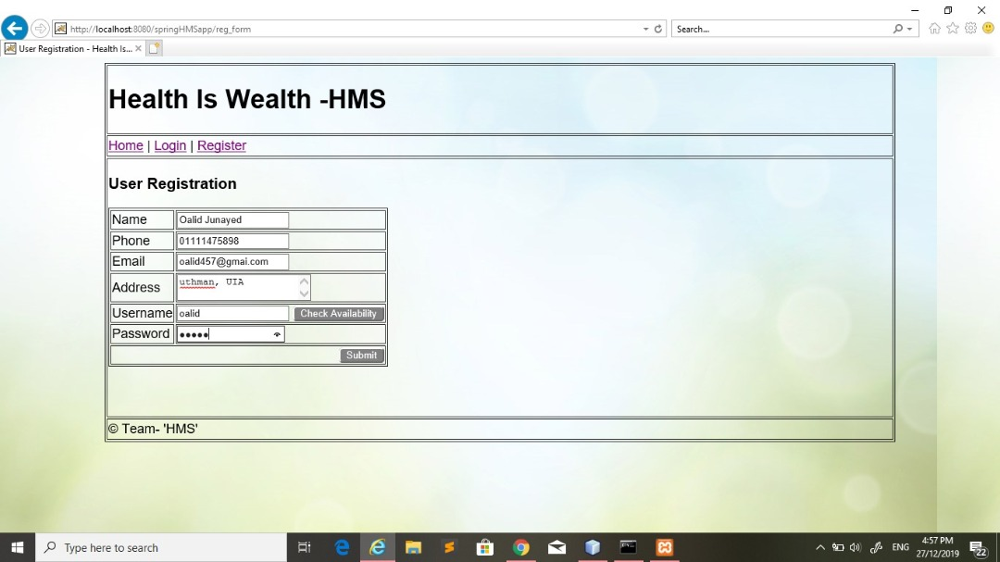 http://localhost:8080/springHMSapp/reg_form
Search...
User Registration - Health Is...
Health Is Wealth -HMS
Home | Login | Register
User Registration
Name Oalid Junayed
Phone 01111475898
Email oalid457@gmai.com
Address uthman, UIA
Username oalid Check Availability
Password
Submit
© Team- 'HMS'
Type here to search
ENG
4:57 PM
27/12/2019
22